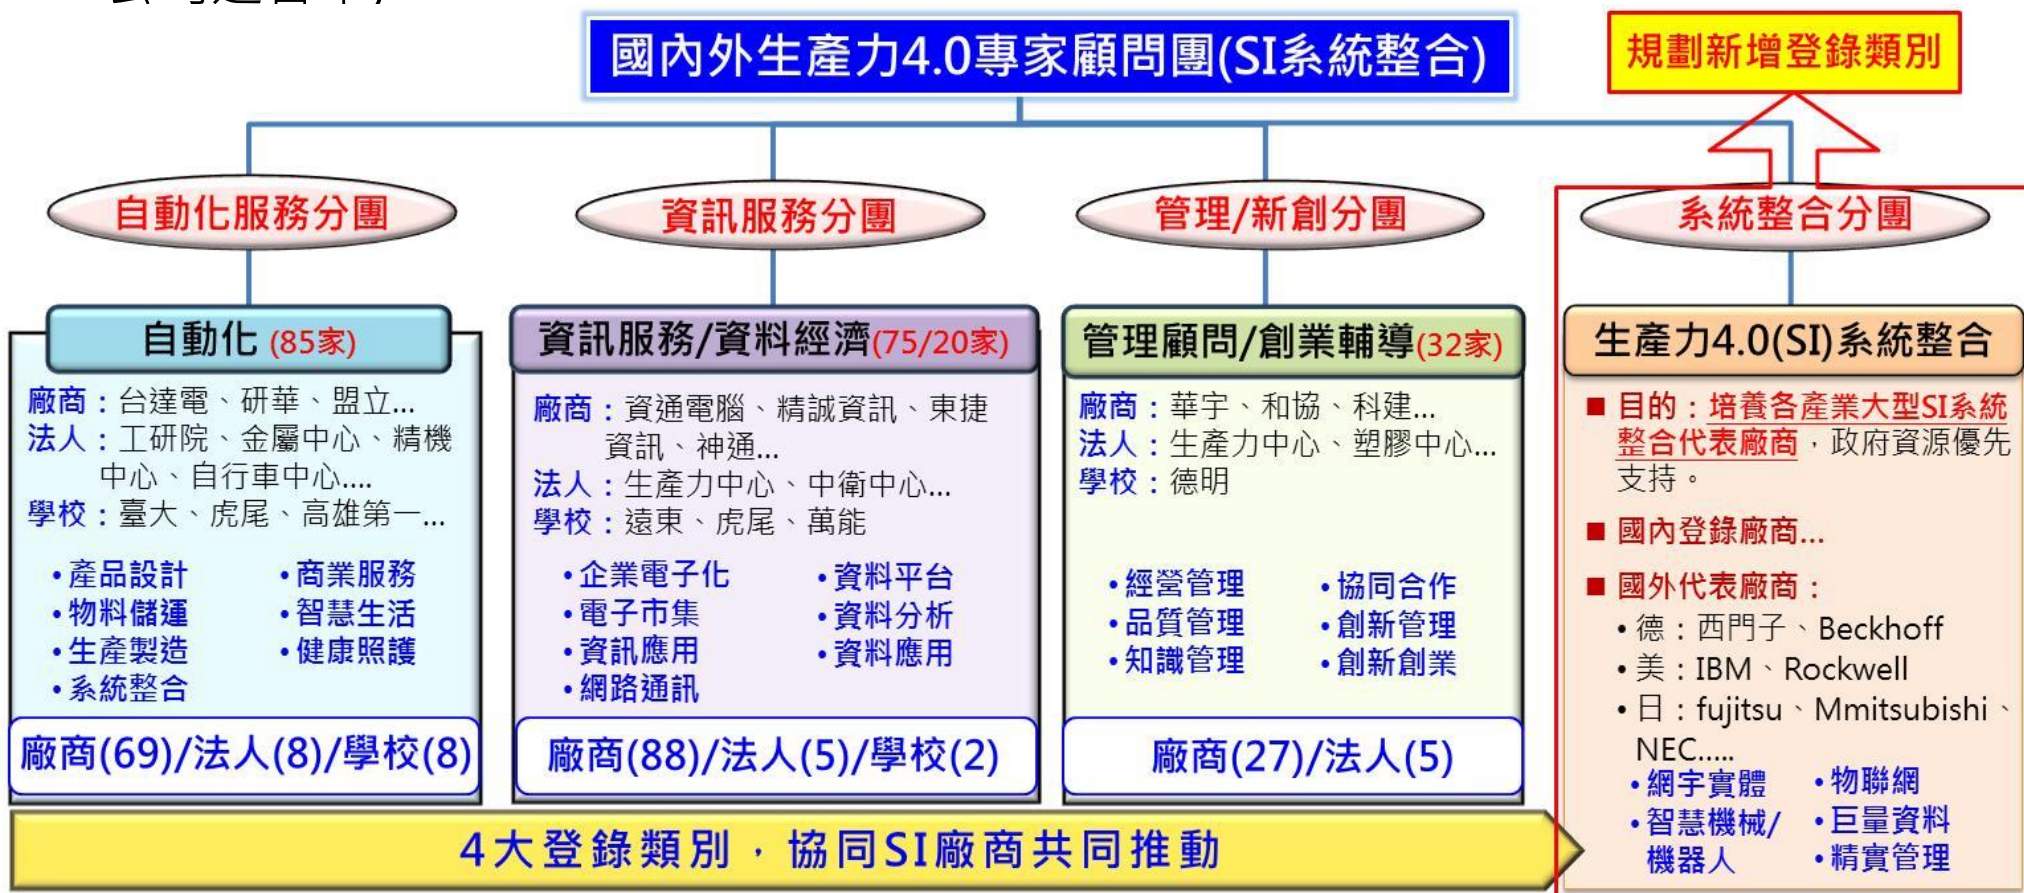 國內外生產力4.0專家顧問團(SI系統整合)
規劃新增登錄類別
自動化服務分團
資訊服務分團
管理/新創分團
系統整合分團
自動化 (85家)
廠商：台達電、研華、盟立...
法人：工研院、金屬中心、精機
中心、自行車中心....
學校：臺大、虎尾、高雄第一...
•產品設計
•物料儲運
•生產製造
•系統整合
•商業服務
•智慧生活
•健康照護
廠商(69)/法人(8)/學校(8)
資訊服務/資料經濟(75/20家)
廠商：資通電腦、精誠資訊、東捷
資訊、神通...
法人：生產力中心、中衛中心...
學校：遠東、虎尾、萬能
•企業電子化
•電子市集
•資訊應用
•網路通訊
•資料平台
•資料分析
•資料應用
廠商(88)/法人(5)/學校(2)
管理顧問/創業輔導(32家)
廠商：華宇、和協、科建...
法人：生產力中心、塑膠中心...
學校：德明
•經營管理
•品質管理
•知識管理
•協同合作
•創新管理
•創新創業
廠商(27)/法人(5)
生產力4.0(SI)系統整合
■ 目的：培養各產業大型SI系統
整合代表廠商，政府資源優先
支持。
■ 國內登錄廠商...
■ 國外代表廠商：
•德：西門子、Beckhoff
•美：IBM、Rockwell
•日：fujitsu、Mmitsubishi、
NEC.....
•網宇實體
•智慧機械/
機器人
•物聯網
•巨量資料
•精實管理
4大登錄類別，協同SI廠商共同推動